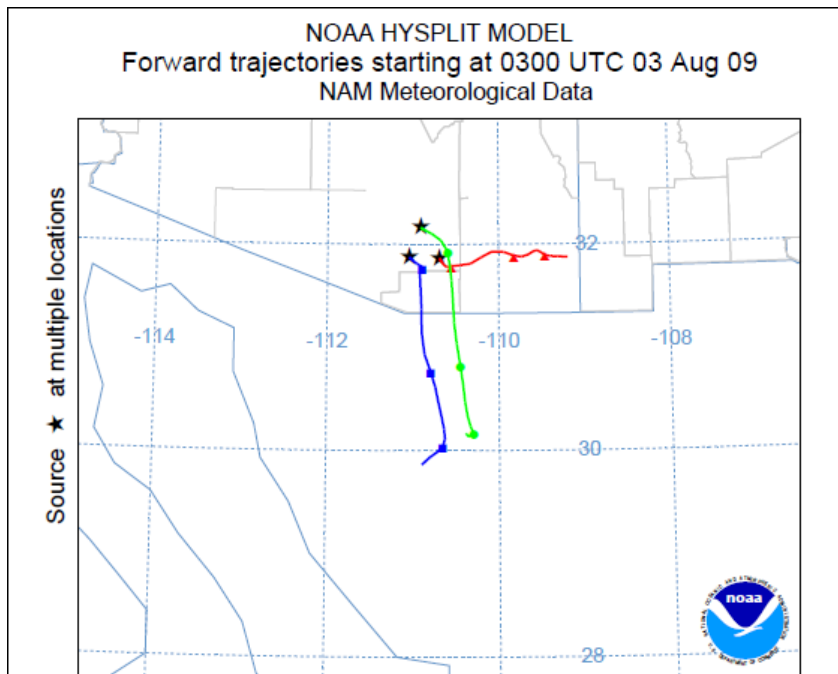 NOAA HYSPLIT MODEL
Forward trajectories starting at 0300 UTC 03 Aug 09
NAM Meteorological Data
Source ★ at multiple locations
32
-114
-112
-110
-108
30
28
noaa